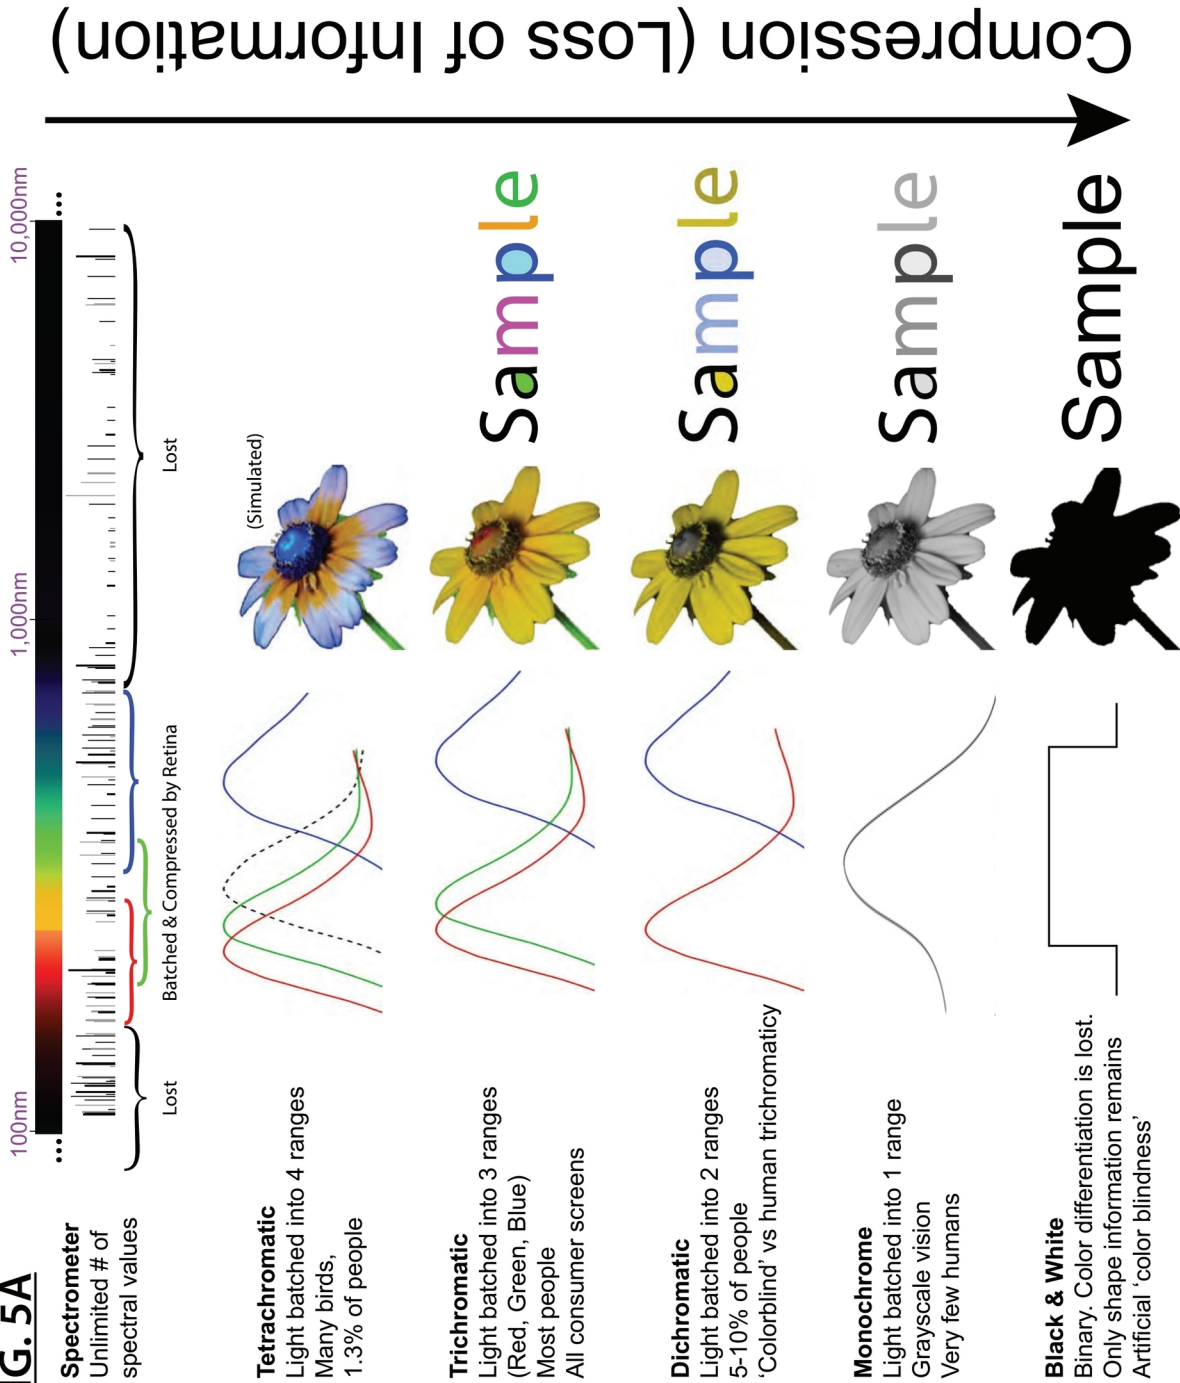 G. 5A
Spectrometer
Unlimited # of
spectral values
100nm
1,000nm
10,000nm
....
....
Lost
Batched & Compressed by Retina
Lost
Tetrachromatic
Light batched into 4 ranges
Many birds,
1.3% of people
(Simulated)
Trichromatic
Light batched into 3 ranges
(Red, Green, Blue)
Most people
All consumer screens
Sample
Dichromatic
Light batched into 2 ranges
5-10% of people
‘Colorblind’ vs human trichromaticy
Sample
Monochrome
Light batched into 1 range
Grayscale vision
Very few humans
Sample
Black & White
Binary. Color differentiation is lost.
Only shape information remains
Artificial ‘color blindness’
Sample
Compression (Loss of Information)